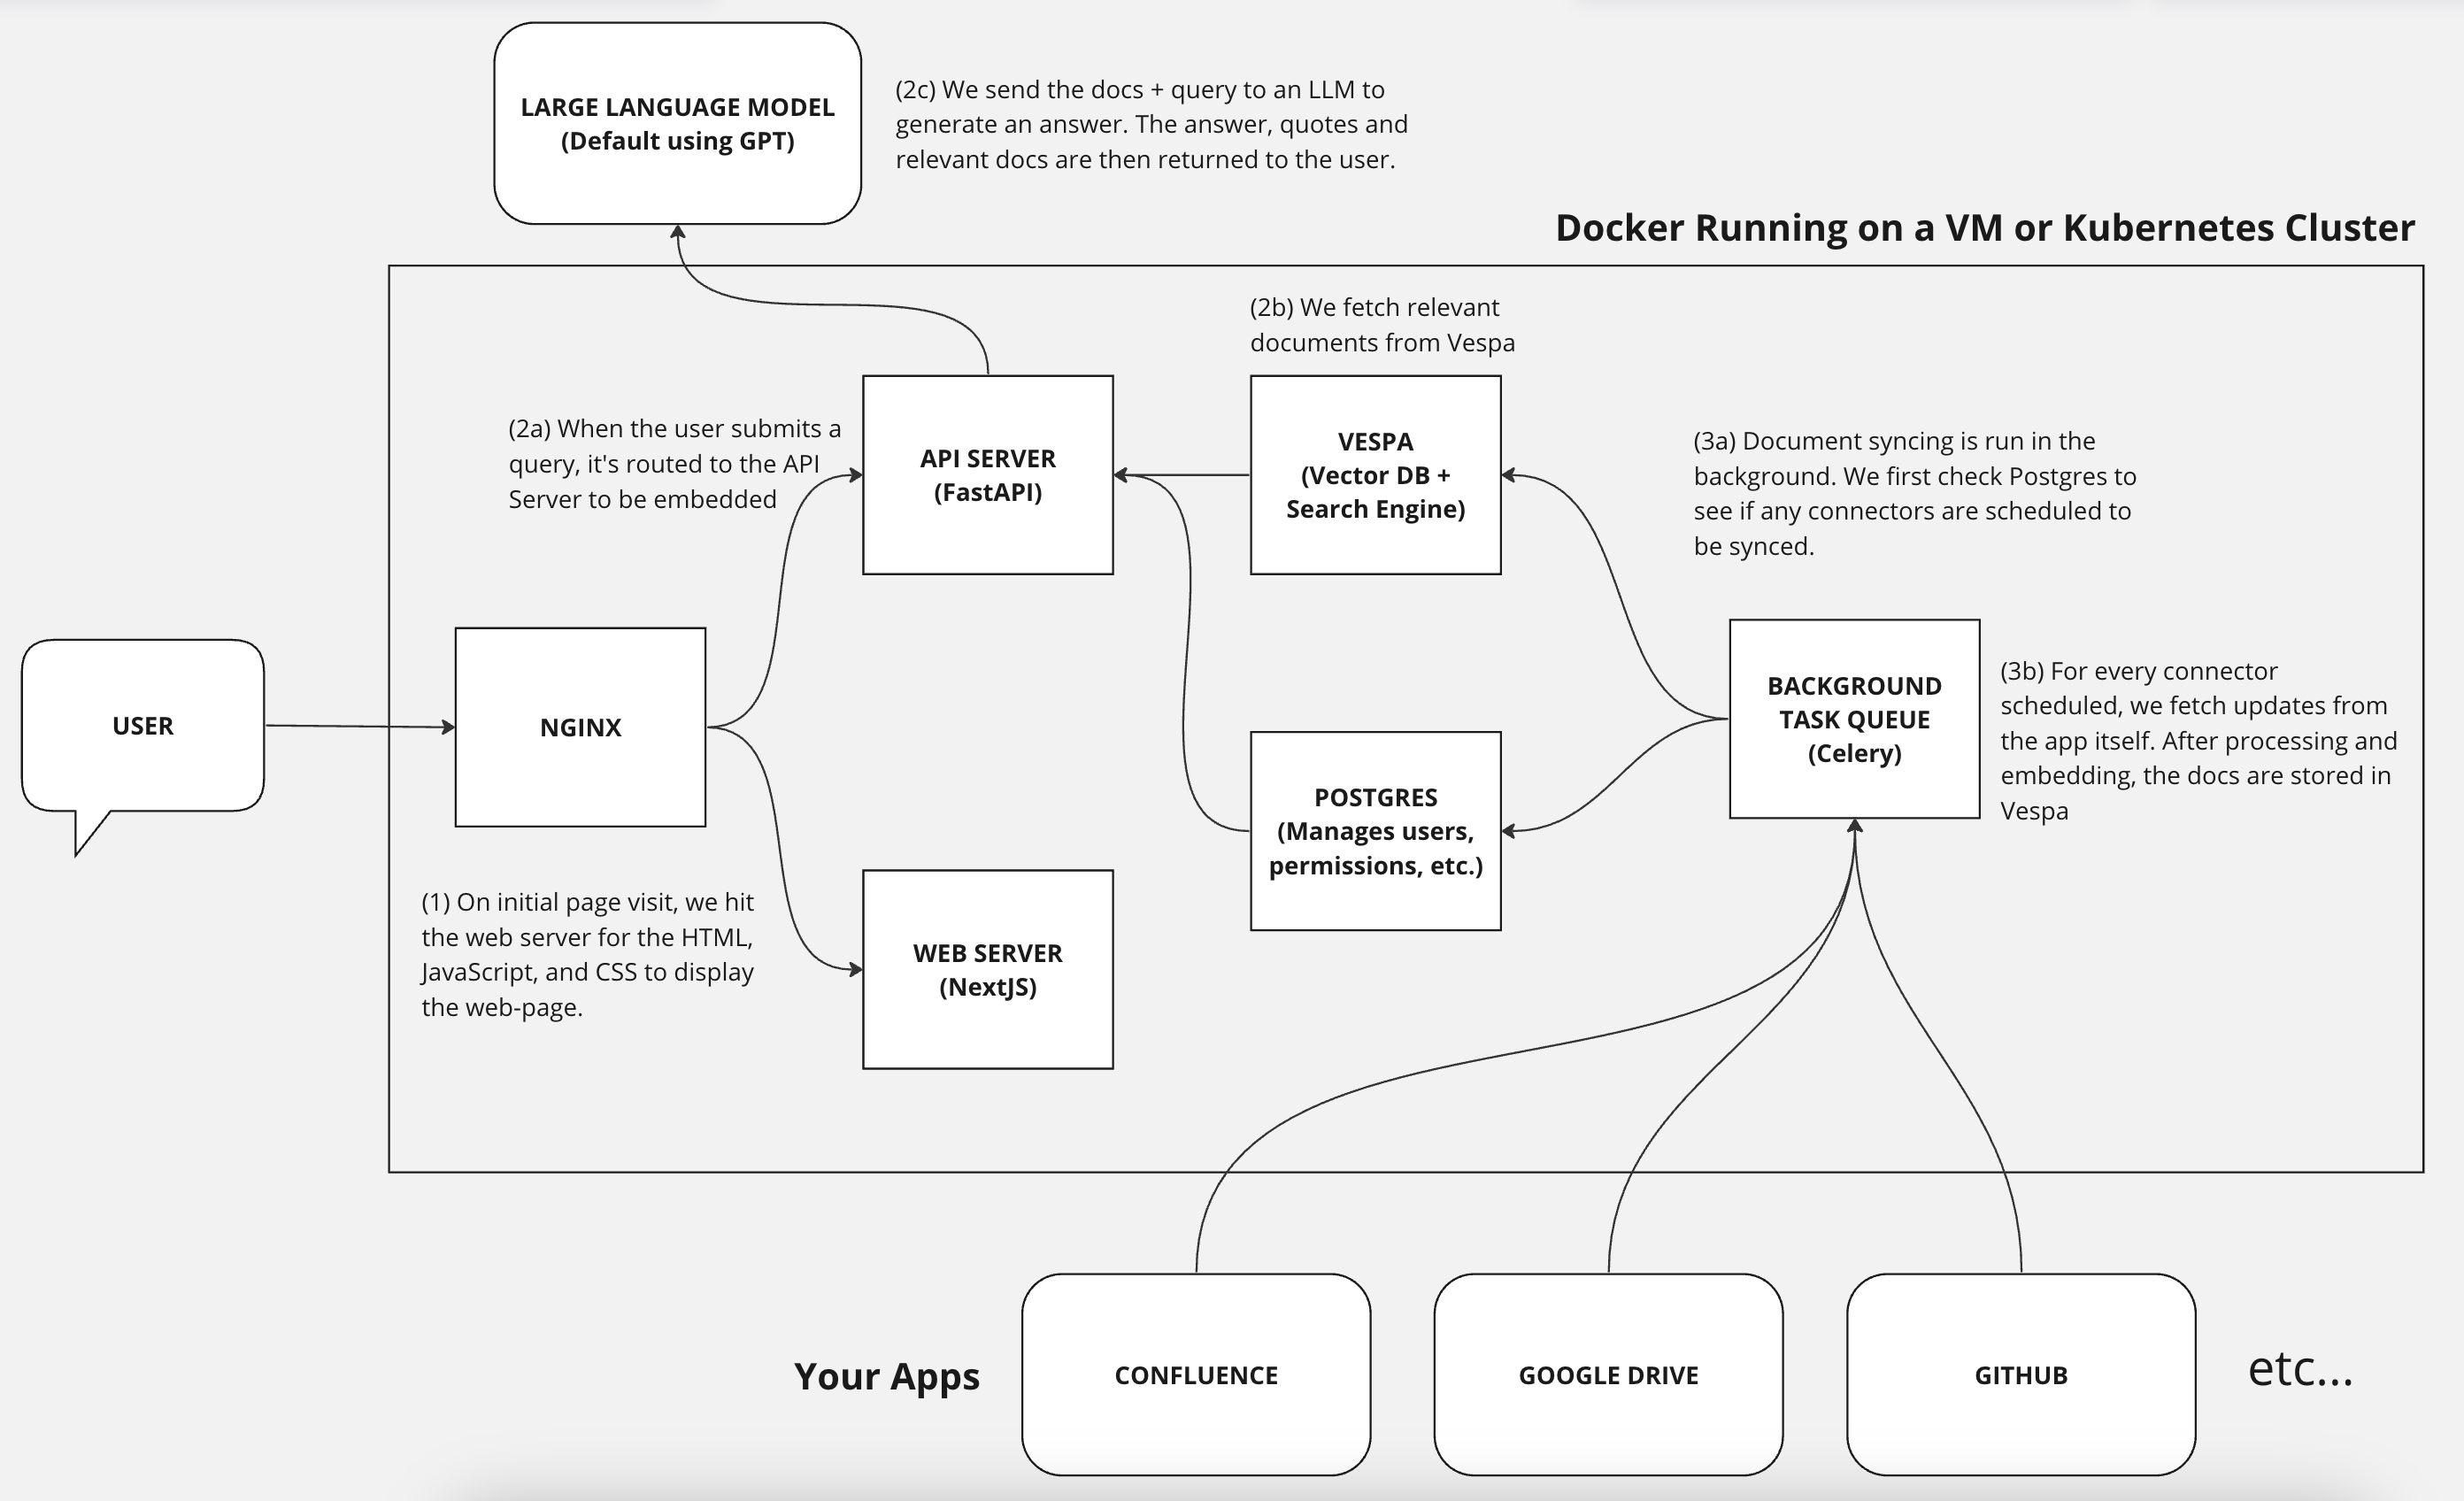 LARGE LANGUAGE MODEL
(Default using GPT)
(2c) We send the docs + query to an LLM to
generate an answer. The answer, quotes and
relevant docs are then returned to the user.
Docker Running on a VM or Kubernetes Cluster
(2b) We fetch relevant
documents from Vespa
(2a) When the user submits a
query, it's routed to the API
Server to be embedded
API SERVER
(FastAPI)
VESPA
(Vector DB +
Search Engine)
(3a) Document syncing is run in the
background. We first check Postgres to
see if any connectors are scheduled to
be synced.
USER
NGINX
POSTGRES
(Manages users,
permissions, etc.)
BACKGROUND
TASK QUEUE
(Celery)
(3b) For every connector
scheduled, we fetch updates from
the app itself. After processing and
embedding, the docs are stored in
Vespa
(1) On initial page visit, we hit
the web server for the HTML,
JavaScript, and CSS to display
the web-page.
WEB SERVER
(NextJS)
Your Apps
CONFLUENCE
GOOGLE DRIVE
GITHUB
etc...